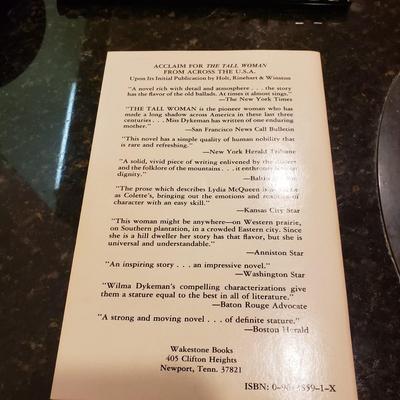 ACCLAIM FOR THE TALL WOMAN
FROM ACROSS THE U.S.A.
Upon Its Initial Publication by Holt, Rinehart & Winston
"A novel rich with detail and atmosphere . . . the story
has the flavor of the old ballads. At times it almost sings."
—The New York Times
"THE TALL WOMAN is the pioneer woman who has
made a long shadow across America in these last three
centuries . . . Miss Dykeman has written of one enduring
mother."
—San Francisco News Call Bulletin
"This novel has a simple quality of human nobility that
is rare and refreshing."
—New York Herald Tribune
"A solid, vivid piece of writing enlivened by the
and the folklore of the mountains . . . it
dignity."
"The prose which describes Lydia McQueen is
as Colette's, bringing out the emotions and
of
character with an easy skill."
—Kansas City Star
"This woman might be anywhere—on Western prairie,
on Southern plantation, in a crowded Eastern city. Since
she is a hill dweller her story has that flavor, but she is
universal and understandable."
—Anniston Star
"An inspiring story . . . an impressive novel."
—Washington Star
"Wilma Dykeman's compelling characterizations give
them a stature equal to the best in all of literature."
—Baton Rouge Advocate
"A strong and moving novel . . . of definite stature."
—Boston Herald
Wakestone Books
405 Clifton Heights
Newport, Tenn. 37821
ISBN: